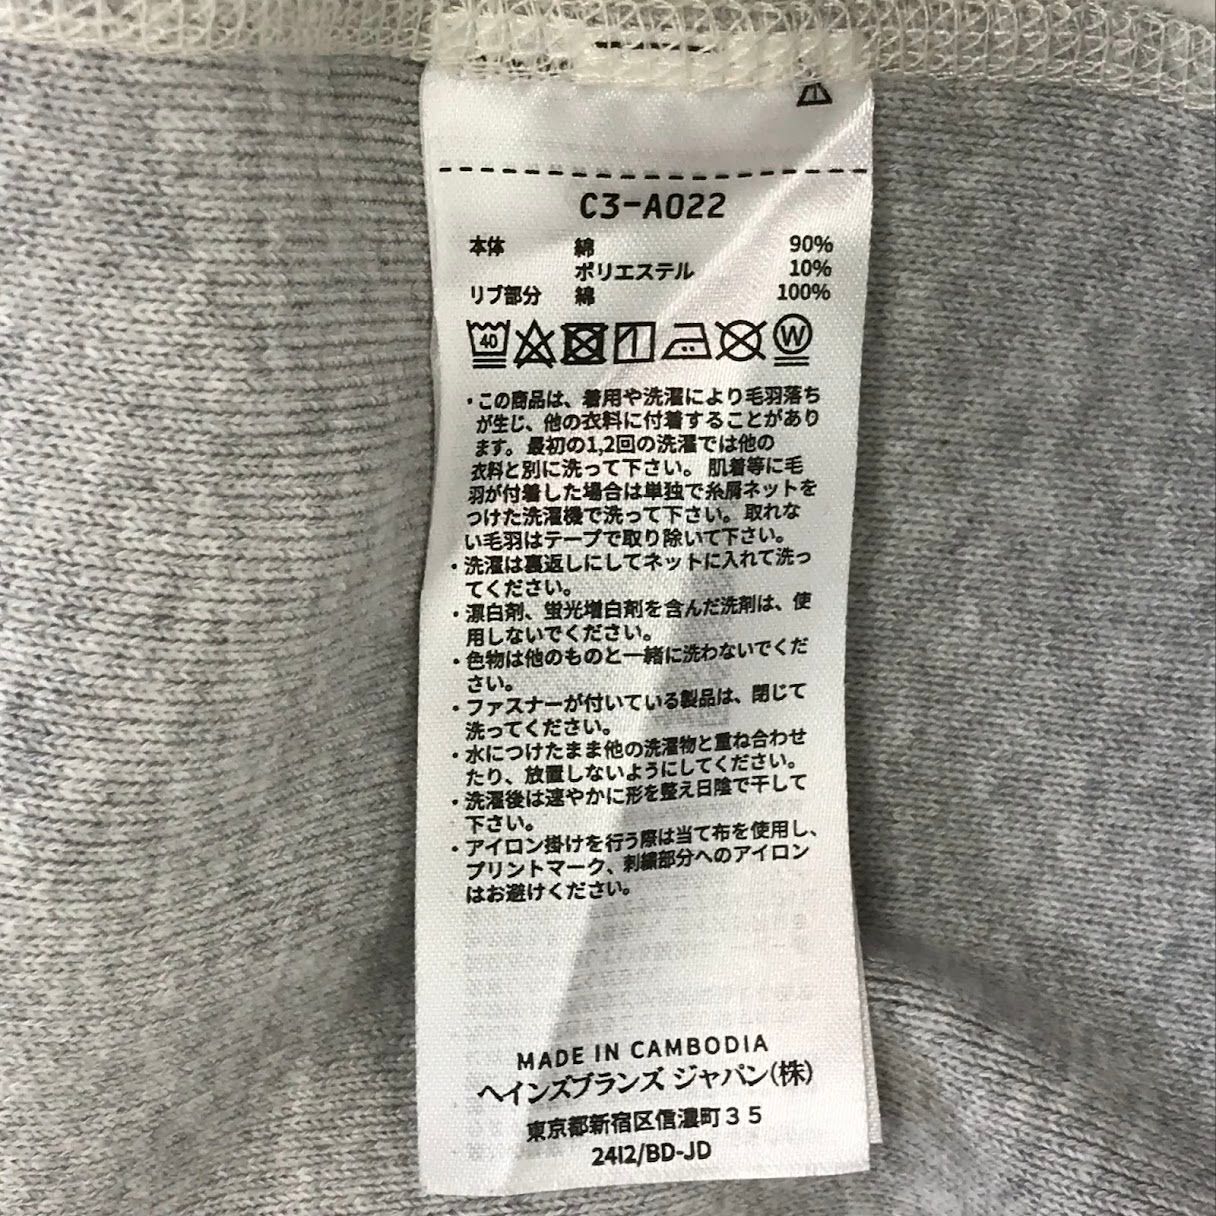 C3-A022
本体 綿 90%
ポリエステル 10%
リブ部分 綿 100%
40 W
・この商品は、着用や洗濯により毛羽落ち
が生じ、他の衣料に付着することがあり
ます。最初の1,2回の洗濯では他の
衣料と別に洗って下さい。肌着等に毛
羽が付着した場合は単独で糸屑ネットを
つけた洗濯機で洗って下さい。取れな
い毛羽はテープで取り除いて下さい。
・洗濯は裏返しにしてネットに入れて洗っ
てください。
・漂白剤、蛍光増白剤を含んだ洗剤は、使
用しないでください。
・色物は他のものと一緒に洗わないでくだ
さい。
・ファスナーが付いている製品は、閉じて
洗ってください。
・水につけたまま他の洗濯物と重ね合わせ
たり、放置しないようにしてください。
・洗濯後は速やかに形を整え日陰で干して
下さい。
・アイロン掛けを行う際は当て布を使用し、
プリントマーク、刺繍部分へのアイロン
はお避けください。
MADE IN CAMBODIA
ヘインズブランズ ジャパン(株)
東京都新宿区信濃町35
2412/BD-JD